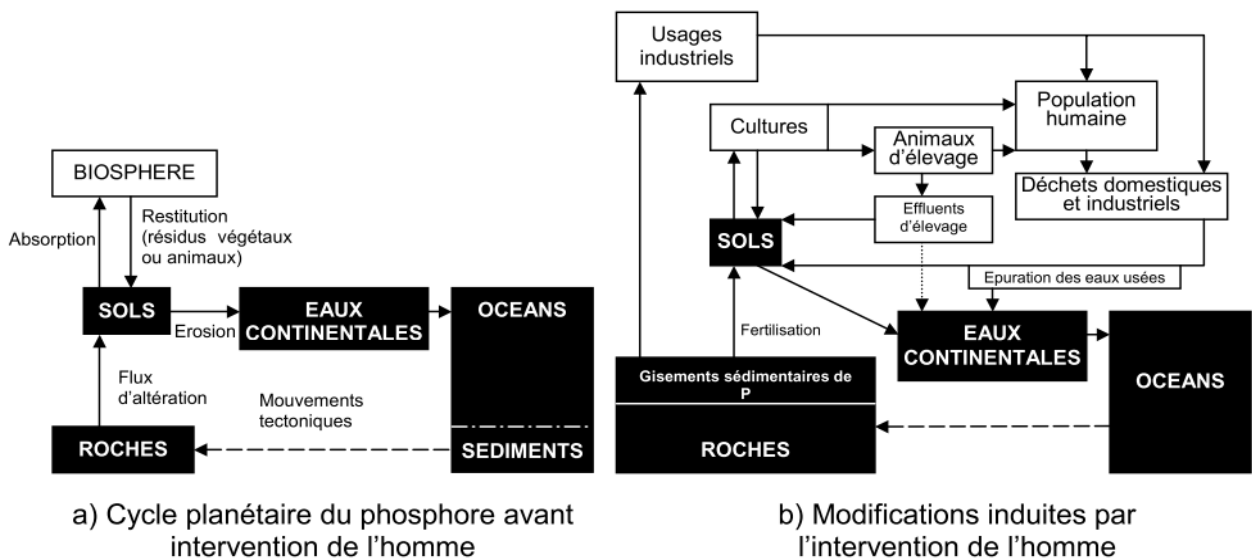 BIOSPHERE
Absorption
Restitution
(résidus végétaux
ou animaux)
SOLS
Erosion
EAUX
CONTINENTALES
OCEANS
Flux
d'altération
Mouvements
tectoniques
ROCHES
SEDIMENTS
a) Cycle planétaire du phosphore avant
intervention de l'homme
Usages
industriels
Cultures
Animaux
d'élevage
Population
humaine
Effluents
d'élevage
Déchets domestiques
et industriels
SOLS
Epuration des eaux usées
Fertilisation
EAUX
CONTINENTALES
OCEANS
Gisements sédimentaires de
P
ROCHES
b) Modifications induites par
l'intervention de l'homme